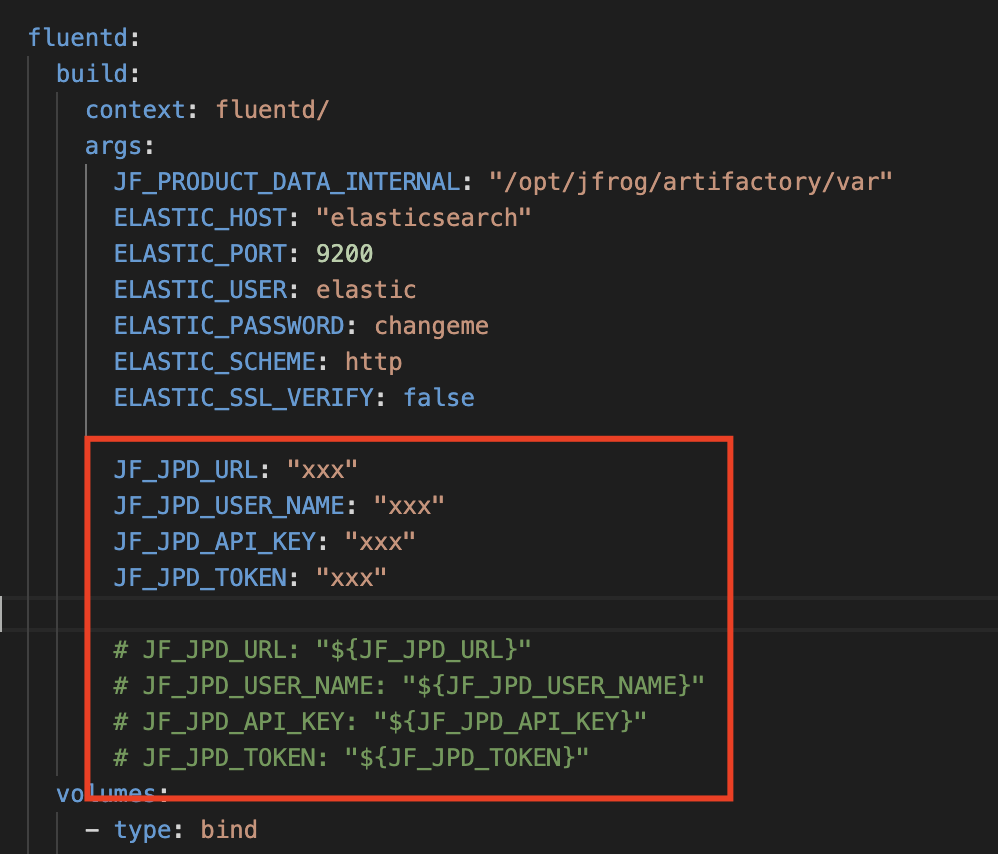 fluentd:
build:
context: fluentd/
args:
JF_PRODUCT_DATA_INTERNAL: "/opt/jfrog/artifactory/var"
ELASTIC_HOST: "elasticsearch"
ELASTIC_PORT: 9200
ELASTIC_USER: elastic
ELASTIC_PASSWORD: changeme
ELASTIC_SCHEME: http
ELASTIC_SSL_VERIFY: false
JF_JPD_URL: "xxx"
JF_JPD_USER_NAME: "xxx"
JF_JPD_API_KEY: "xxx"
JF_JPD_TOKEN: "xxx"
# JF_JPD_URL: "${JF_JPD_URL}"
# JF_JPD_USER_NAME: "${JF_JPD_USER_NAME}"
# JF_JPD_API_KEY: "${JF_JPD_API_KEY}"
# JF_JPD_TOKEN: "${JF_JPD_TOKEN}"
volumes:
- type: bind